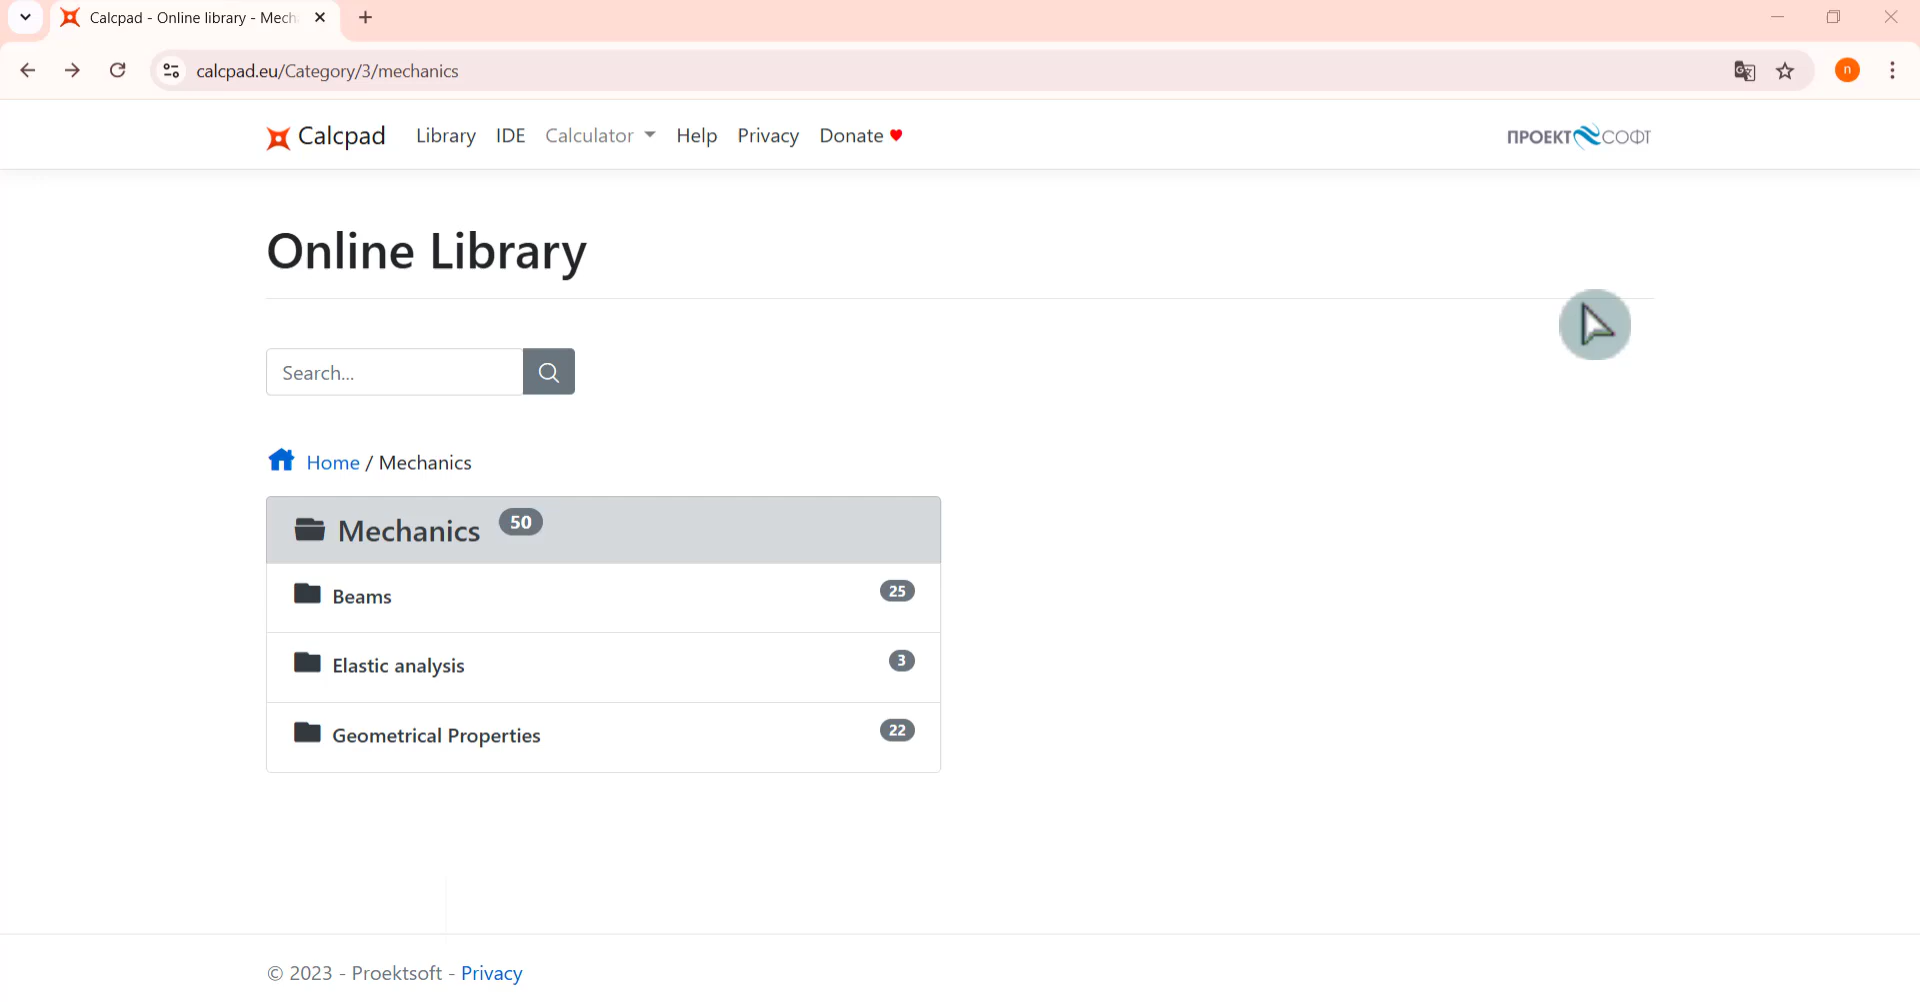 Calcpad - Online library - Mech
calcpad.eu/Category/3/mechanics
n
Calcpad Library IDE Calculator Help Privacy Donate
ПРОЕКТ СОФТ
Online Library
Search...
Home / Mechanics
Mechanics 50
Beams 25
Elastic analysis 3
Geometrical Properties 22
© 2023 - Proektsoft - Privacy